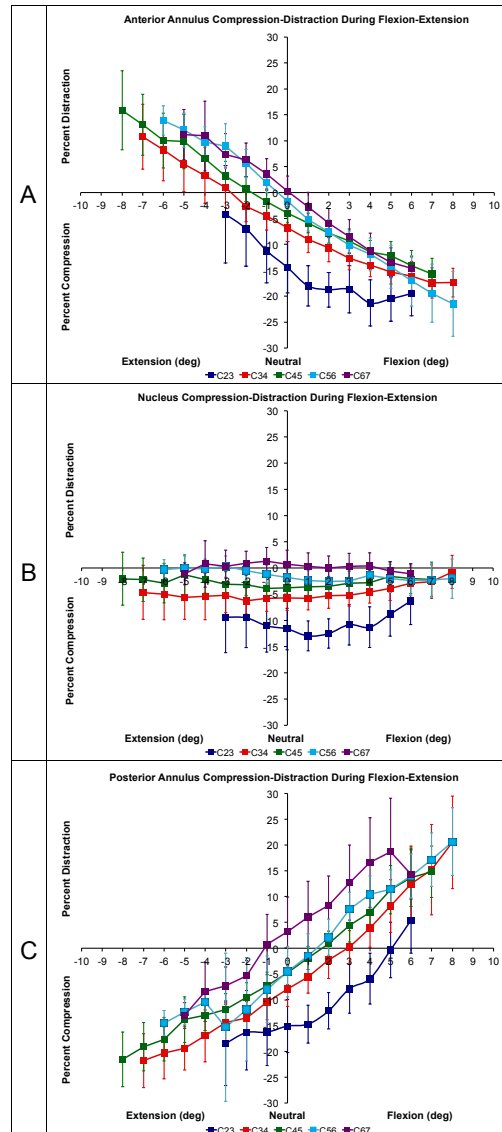 A
Anterior Annulus Compression-Distraction During Flexion-Extension
Percent Distraction
Percent Compression
30
25
20
15
10
5
0
-5
-10
-15
-20
-25
-30
-10 -9 -8 -7 -6 -5 -4 -3 -2 -1 0 1 2 3 4 5 6 7 8 9 10
Extension (deg) Neutral Flexion (deg)
C23 C34 C45 C56 C67
B
Nucleus Compression-Distraction During Flexion-Extension
Percent Distraction
Percent Compression
30
25
20
15
10
5
0
-5
-10
-15
-20
-25
-30
-10 -9 -8 -7 -6 -5 -4 -3 -2 -1 0 1 2 3 4 5 6 7 8 9 10
Extension (deg) Neutral Flexion (deg)
C23 C34 C45 C56 C67
C
Posterior Annulus Compression-Distraction During Flexion-Extension
Percent Distraction
Percent Compression
30
25
20
15
10
5
0
-5
-10
-15
-20
-25
-30
-10 -9 -8 -7 -6 -5 -4 -3 -2 -1 0 1 2 3 4 5 6 7 8 9 10
Extension (deg) Neutral Flexion (deg)
C23 C34 C45 C56 C67